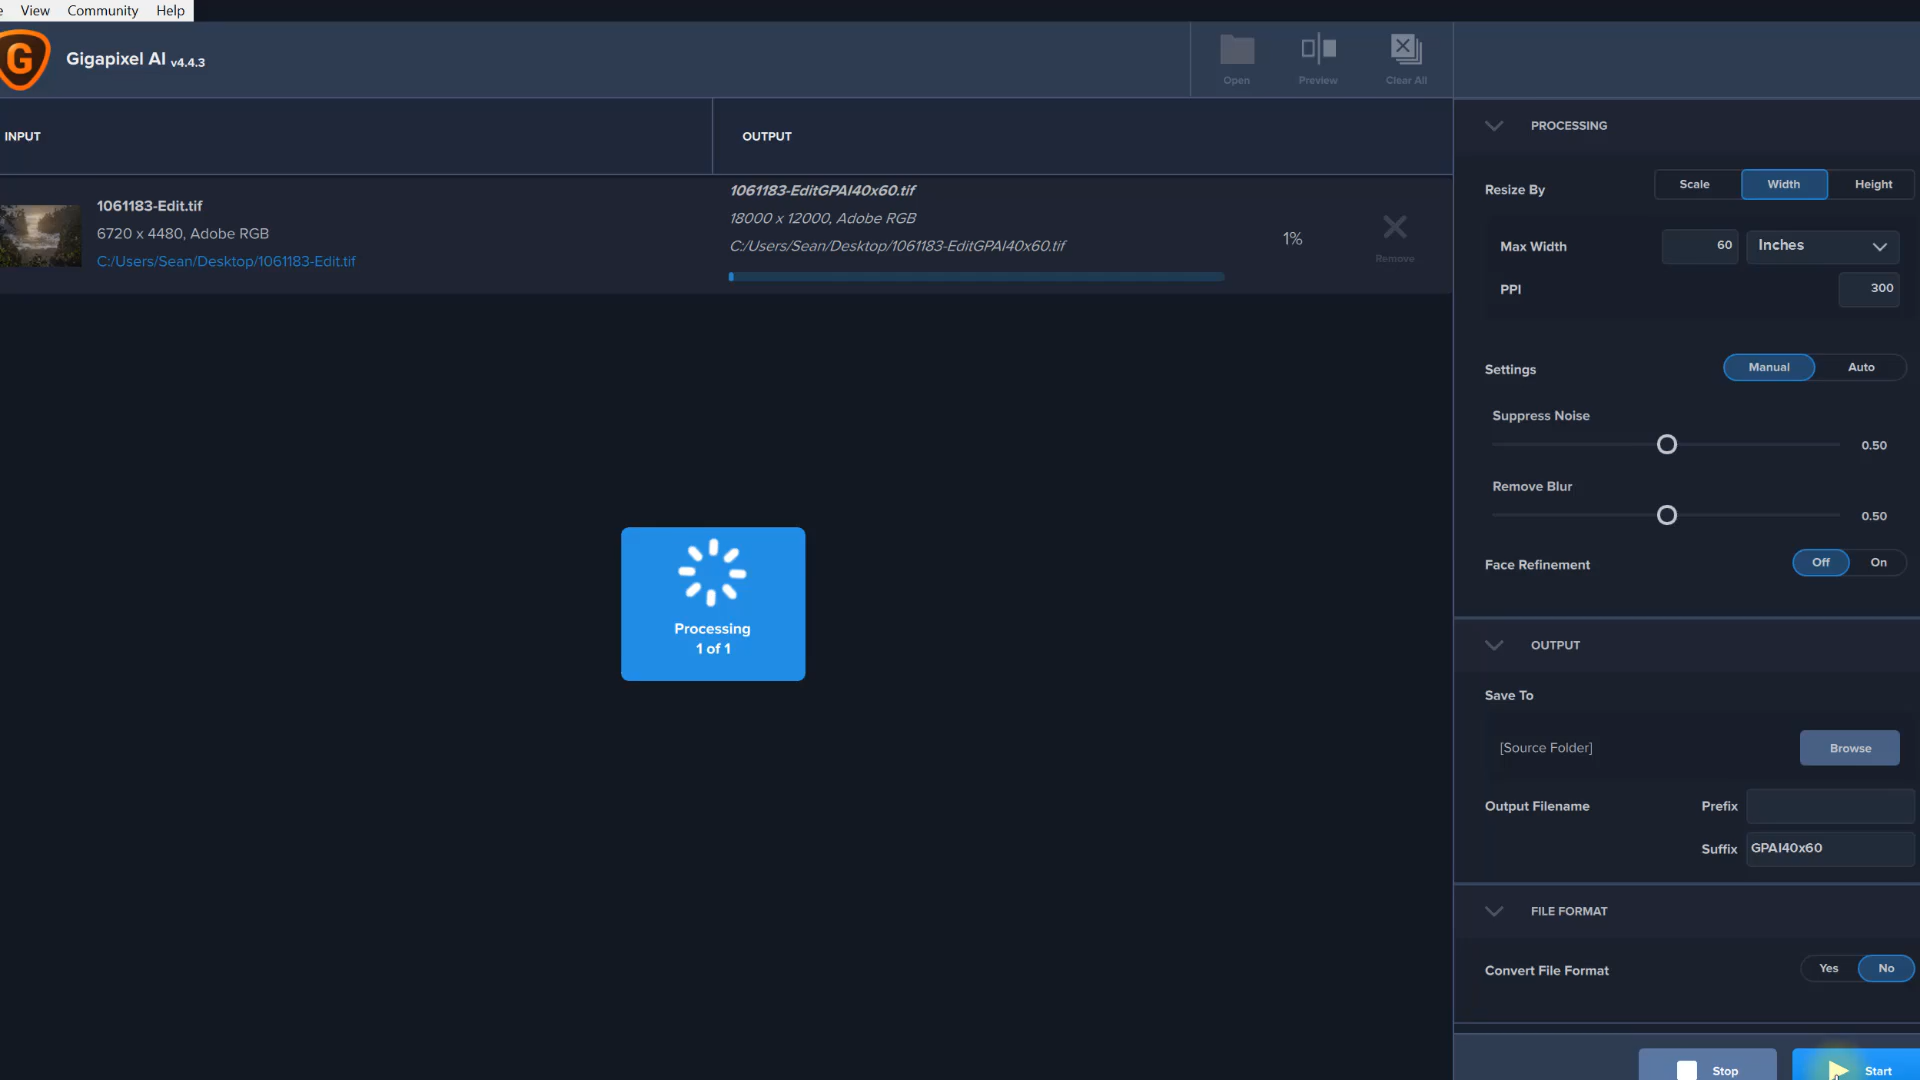 View Community Help
G Gigapixel AI v4.4.3
Open Preview Clear All
INPUT
OUTPUT
1061183-Edit.tif
6720 x 4480, Adobe RGB
C:/Users/Sean/Desktop/1061183-Edit.tif
1061183-EditGPAI40x60.tif
18000 x 12000, Adobe RGB
C:/Users/Sean/Desktop/1061183-EditGPAI40x60.tif
1%
Remove
Processing
1 of 1
PROCESSING
Resize By Scale Width Height
Max Width 60 Inches
PPI 300
Settings Manual Auto
Suppress Noise
0.50
Remove Blur
0.50
Face Refinement Off On
OUTPUT
Save To
[Source Folder] Browse
Output Filename Prefix
Suffix GPAI40x60
FILE FORMAT
Convert File Format Yes No
Stop Start